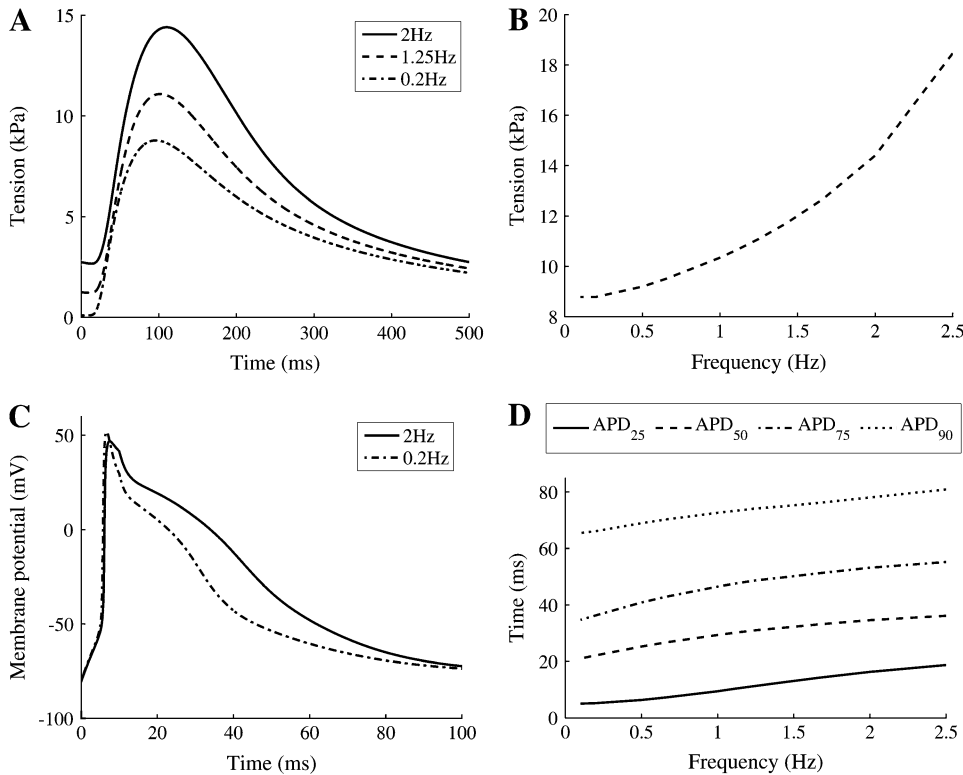 A
15
10
5
0
Tension (kPa)
2Hz
1.25Hz
0.2Hz
0 100 200 300 400 500
Time (ms)
B
20
18
16
14
12
10
8
Tension (kPa)
0 0.5 1 1.5 2 2.5
Frequency (Hz)
C
50
0
-50
-100
Membrane potential (mV)
2Hz
0.2Hz
0 20 40 60 80 100
Time (ms)
D
APD25 APD50 APD75 APD90
80
60
40
20
0
Time (ms)
0 0.5 1 1.5 2 2.5
Frequency (Hz)